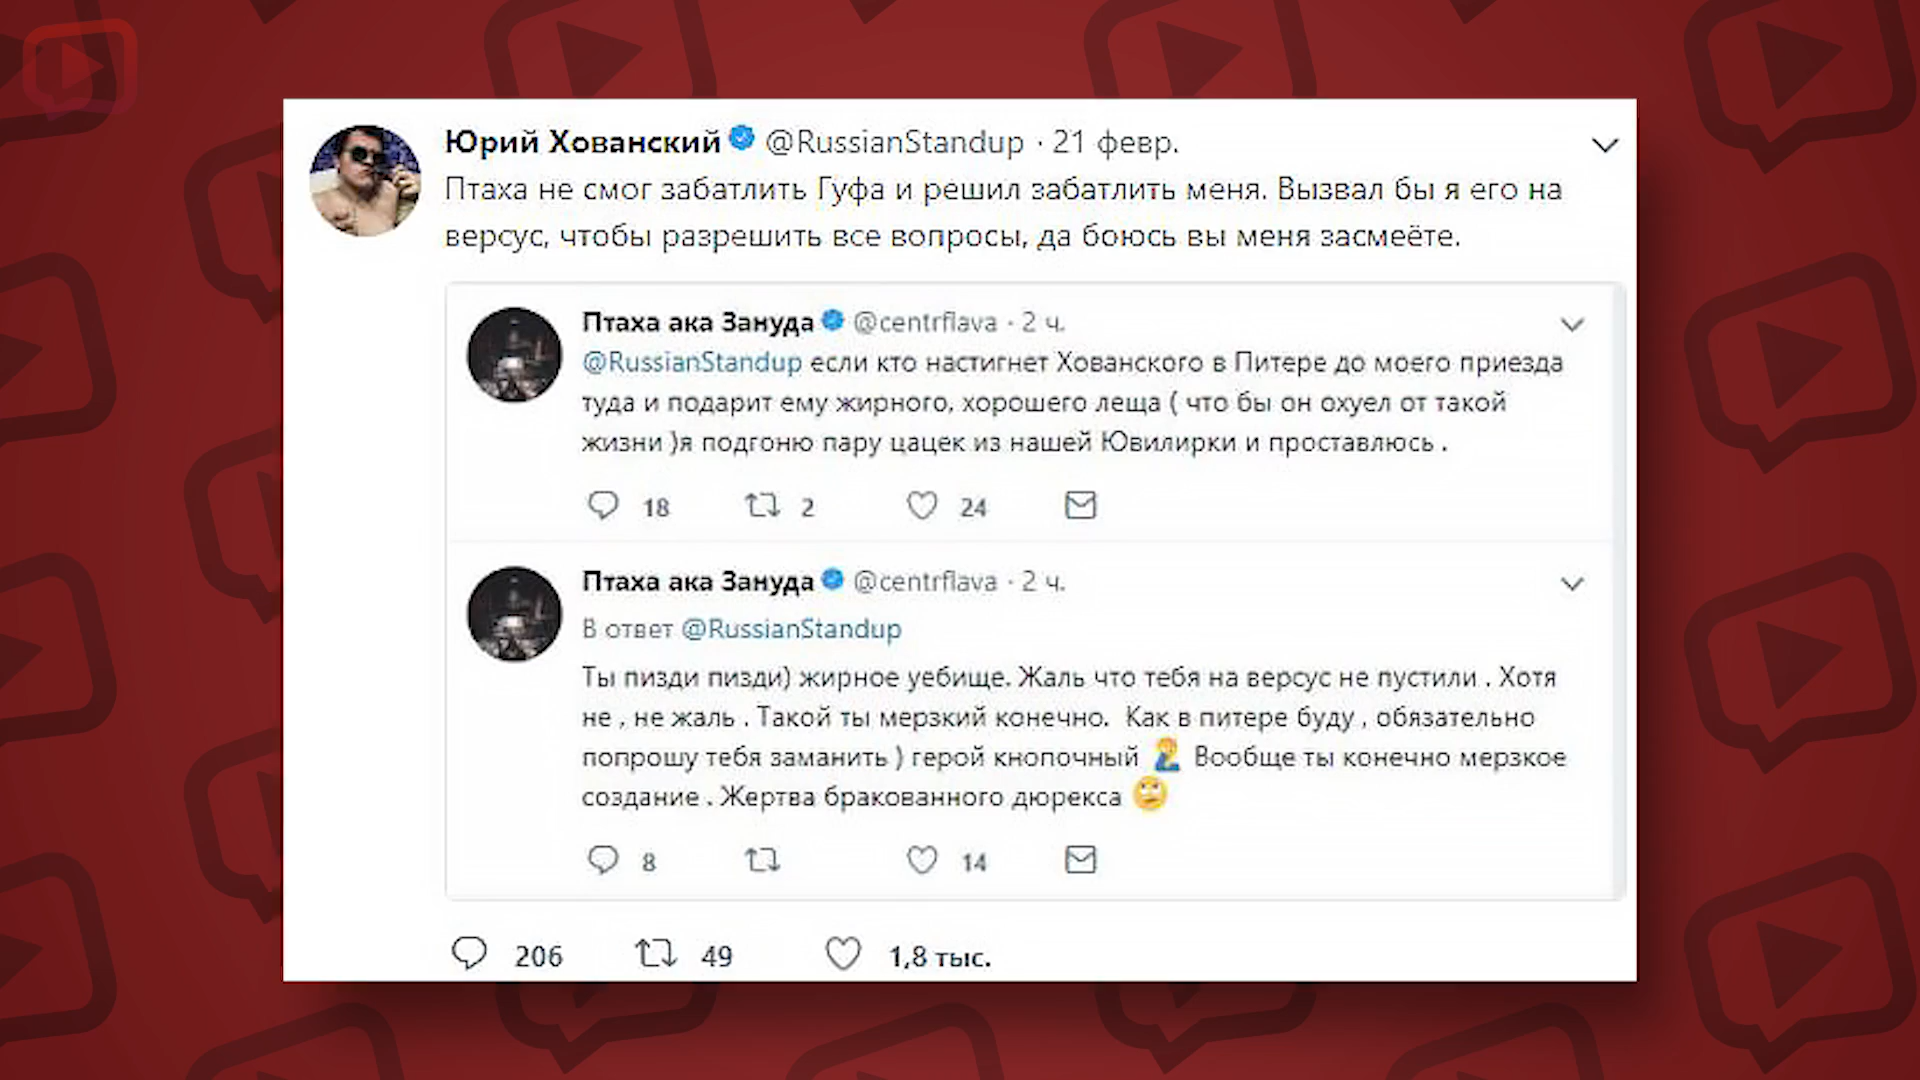 Юрий Хованский @RussianStandup · 21 февр.
Птаха не смог забатлить Гуфа и решил забатлить меня. Вызвал бы я его на
версус, чтобы разрешить все вопросы, да боюсь вы меня засмеёте.
Птаха ака Зануда @centrflava · 2 ч.
@RussianStandup если кто настигнет Хованского в Питере до моего приезда
туда и подарит ему жирного, хорошего леща ( что бы он охуел от такой
жизни )я подгоню пару цацек из нашей Ювилирки и проставлюсь .
18 2 24
Птаха ака Зануда @centrflava · 2 ч.
В ответ @RussianStandup
Ты пизди пизди) жирное уебище. Жаль что тебя на версус не пустили . Хотя
не , не жаль . Такой ты мерзкий конечно. Как в питере буду , обязательно
попрошу тебя заманить ) герой кнопочный 🤦‍♂️ Вообще ты конечно мерзкое
создание . Жертва бракованного дюрекса 🙄
8 14
206 49 1,8 тыс.